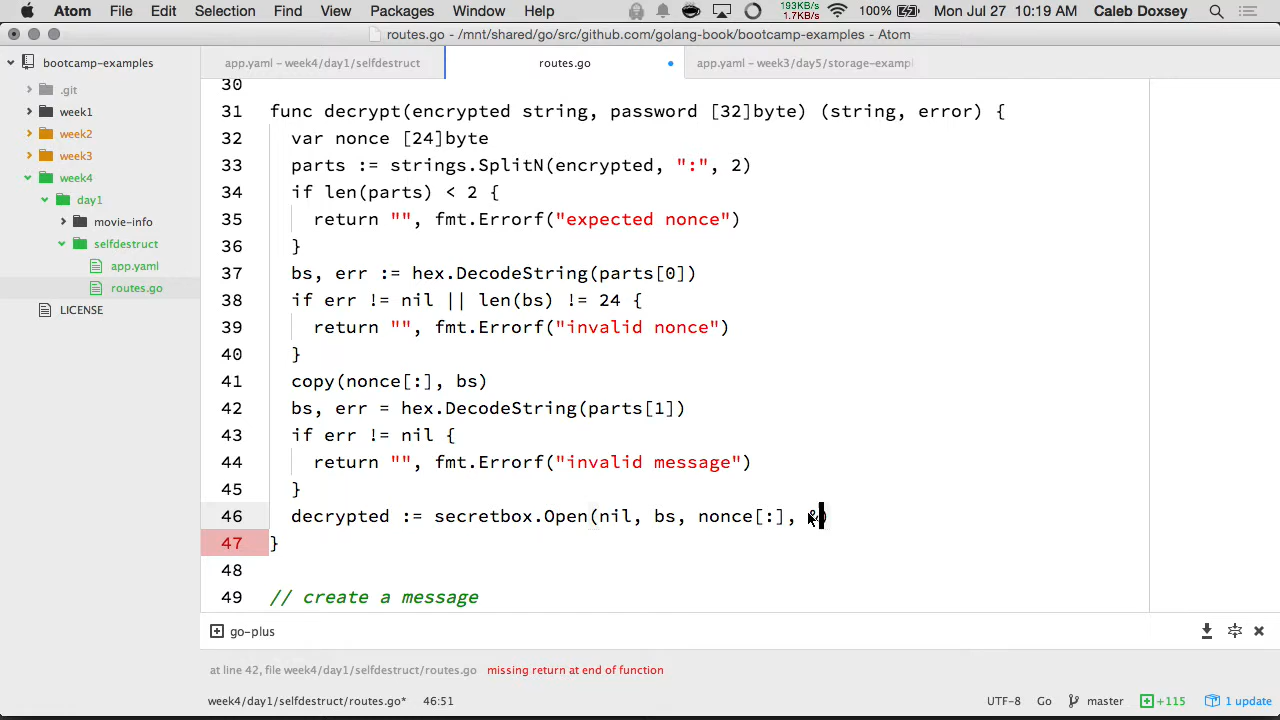 Atom File Edit Selection Find View Packages Window Help 193KB/s 1.7KB/s 100% Mon Jul 27 10:19 AM Caleb Doxsey
routes.go - /mnt/shared/go/src/github.com/golang-book/bootcamp-examples - Atom
bootcamp-examples
.git
week1
week2
week3
week4
day1
movie-info
selfdestruct
app.yaml
routes.go
LICENSE
app.yaml – week4/day1/selfdestruct routes.go app.yaml – week3/day5/storage-exampl
30
31 func decrypt(encrypted string, password [32]byte) (string, error) {
32 var nonce [24]byte
33 parts := strings.SplitN(encrypted, ":", 2)
34 if len(parts) < 2 {
35 return "", fmt.Errorf("expected nonce")
36 }
37 bs, err := hex.DecodeString(parts[0])
38 if err != nil || len(bs) != 24 {
39 return "", fmt.Errorf("invalid nonce")
40 }
41 copy(nonce[:], bs)
42 bs, err = hex.DecodeString(parts[1])
43 if err != nil {
44 return "", fmt.Errorf("invalid message")
45 }
46 decrypted := secretbox.Open(nil, bs, nonce[:], &)
47 }
48
49 // create a message
go-plus
at line 42, file week4/day1/selfdestruct/routes.go missing return at end of function
week4/day1/selfdestruct/routes.go* 46:51 UTF-8 Go master +115 1 update